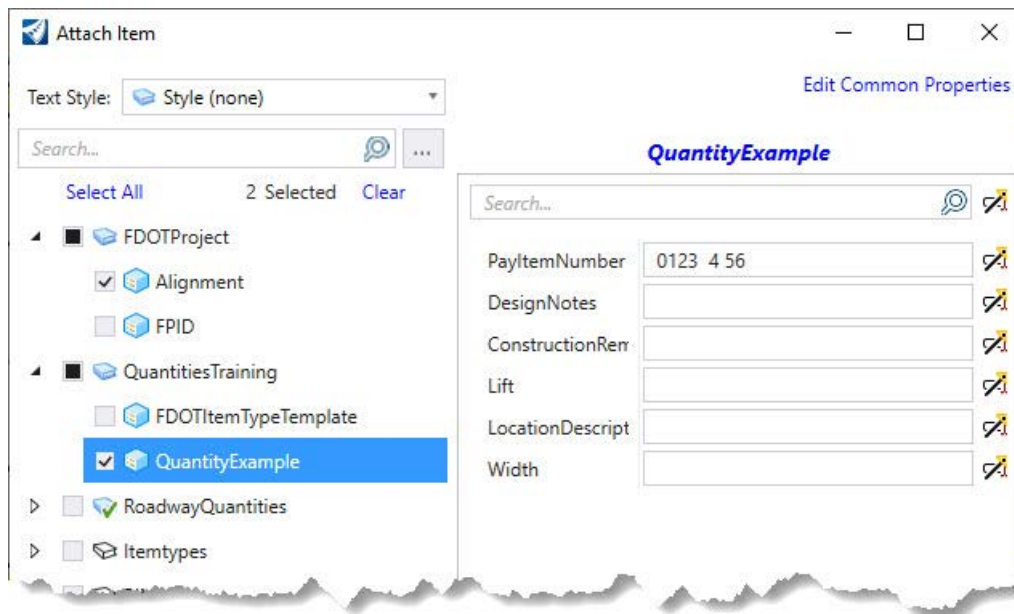 Attach Item
Text Style: Style (none)
Edit Common Properties
Search...
...
Select All 2 Selected Clear
FDOTProject
Alignment
FPID
QuantitiesTraining
FDOTItemTypeTemplate
QuantityExample
RoadwayQuantities
Itemtypes
QuantityExample
Search...
PayItemNumber 0123 4 56
DesignNotes
ConstructionRem
Lift
LocationDescript
Width